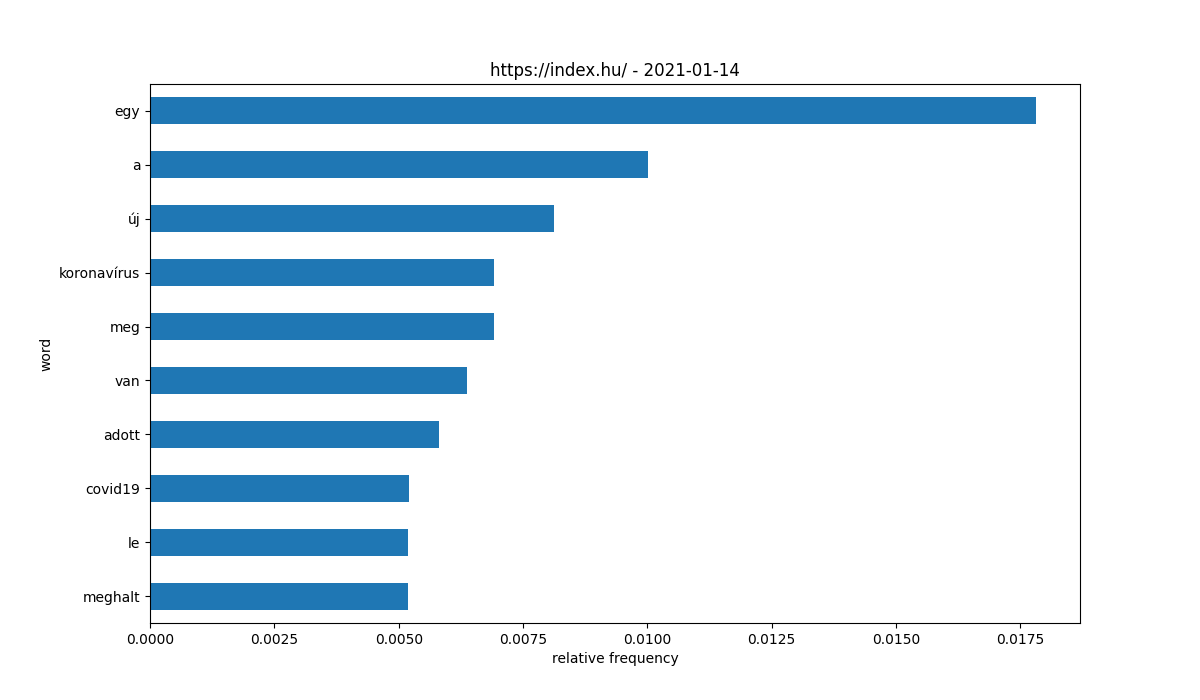 https://index.hu/ - 2021-01-14
egy
a
új
koronavírus
meg
van
adott
covid19
le
meghalt
word
0.0000 0.0025 0.0050 0.0075 0.0100 0.0125 0.0150 0.0175
relative frequency